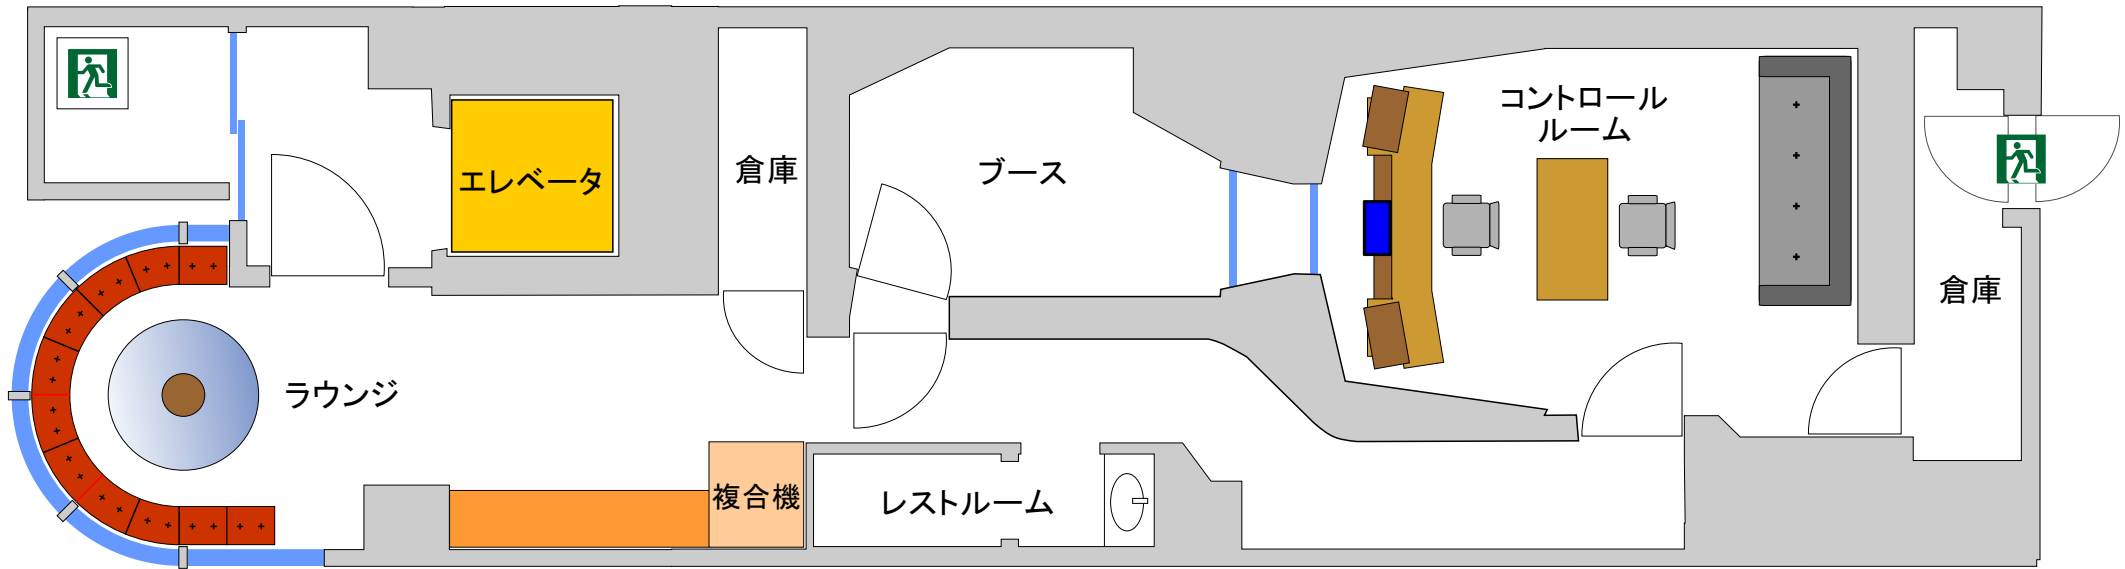 コントロール
ルーム
エレベータ
倉庫
ブース
倉庫
ラウンジ
複合機
レストルーム